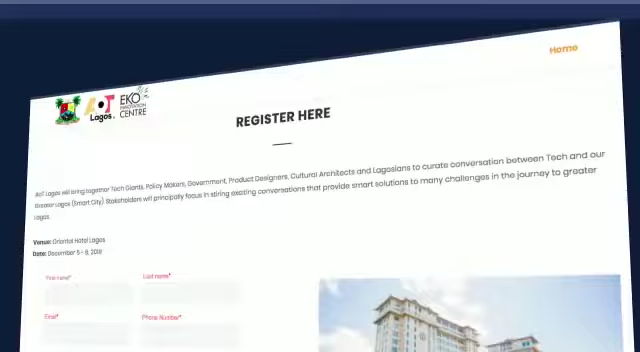 Home
AOT
Lagos.
EKO
INNOVATION
CENTRE
REGISTER HERE
AoT Lagos will bring together Tech Giants, Policy Makers, Government, Product Designers, Cultural Architects and Lagosians to curate conversation between Tech and our
Greater Lagos (Smart City). Stakeholders will principally focus in stiring exciting conversations that provide smart solutions to many challenges in the journey to greater
Lagos
Venue: Oriental Hotel Lagos
Date: December 5 - 6, 2019
First name*
Last name*
Email*
Phone Number*